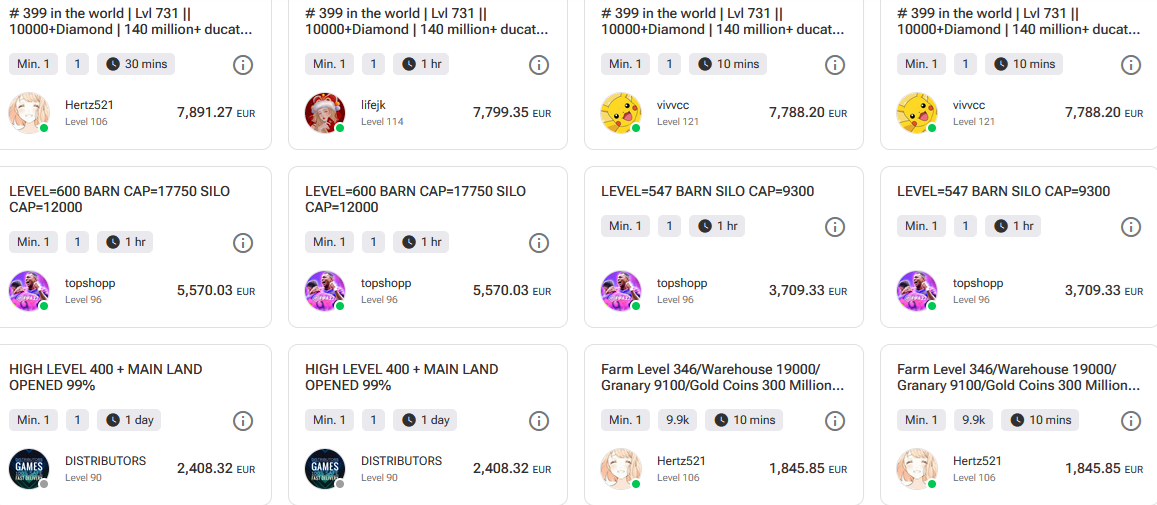 # 399 in the world | Lvl 731 ||
10000+Diamond | 140 million+ ducat...
Min. 1 1 30 mins
Hertz521
Level 106
7,891.27 EUR
# 399 in the world | Lvl 731 ||
10000+Diamond | 140 million+ ducat...
Min. 1 1 1 hr
lifejk
Level 114
7,799.35 EUR
# 399 in the world | Lvl 731 ||
10000+Diamond | 140 million+ ducat...
Min. 1 1 10 mins
vivvcc
Level 121
7,788.20 EUR
# 399 in the world | Lvl 731 ||
10000+Diamond | 140 million+ ducat...
Min. 1 1 10 mins
vivvcc
Level 121
7,788.20 EUR
LEVEL=600 BARN CAP=17750 SILO
CAP=12000
Min. 1 1 1 hr
topshopp
Level 96
5,570.03 EUR
LEVEL=600 BARN CAP=17750 SILO
CAP=12000
Min. 1 1 1 hr
topshopp
Level 96
5,570.03 EUR
LEVEL=547 BARN SILO CAP=9300
Min. 1 1 1 hr
topshopp
Level 96
3,709.33 EUR
LEVEL=547 BARN SILO CAP=9300
Min. 1 1 1 hr
topshopp
Level 96
3,709.33 EUR
HIGH LEVEL 400 + MAIN LAND
OPENED 99%
Min. 1 1 1 day
GAMES
DISTRIBUTORS
Level 90
2,408.32 EUR
HIGH LEVEL 400 + MAIN LAND
OPENED 99%
Min. 1 1 1 day
GAMES
DISTRIBUTORS
Level 90
2,408.32 EUR
Farm Level 346/Warehouse 19000/
Granary 9100/Gold Coins 300 Million...
Min. 1 9.9k 10 mins
Hertz521
Level 106
1,845.85 EUR
Farm Level 346/Warehouse 19000/
Granary 9100/Gold Coins 300 Million...
Min. 1 9.9k 10 mins
Hertz521
Level 106
1,845.85 EUR